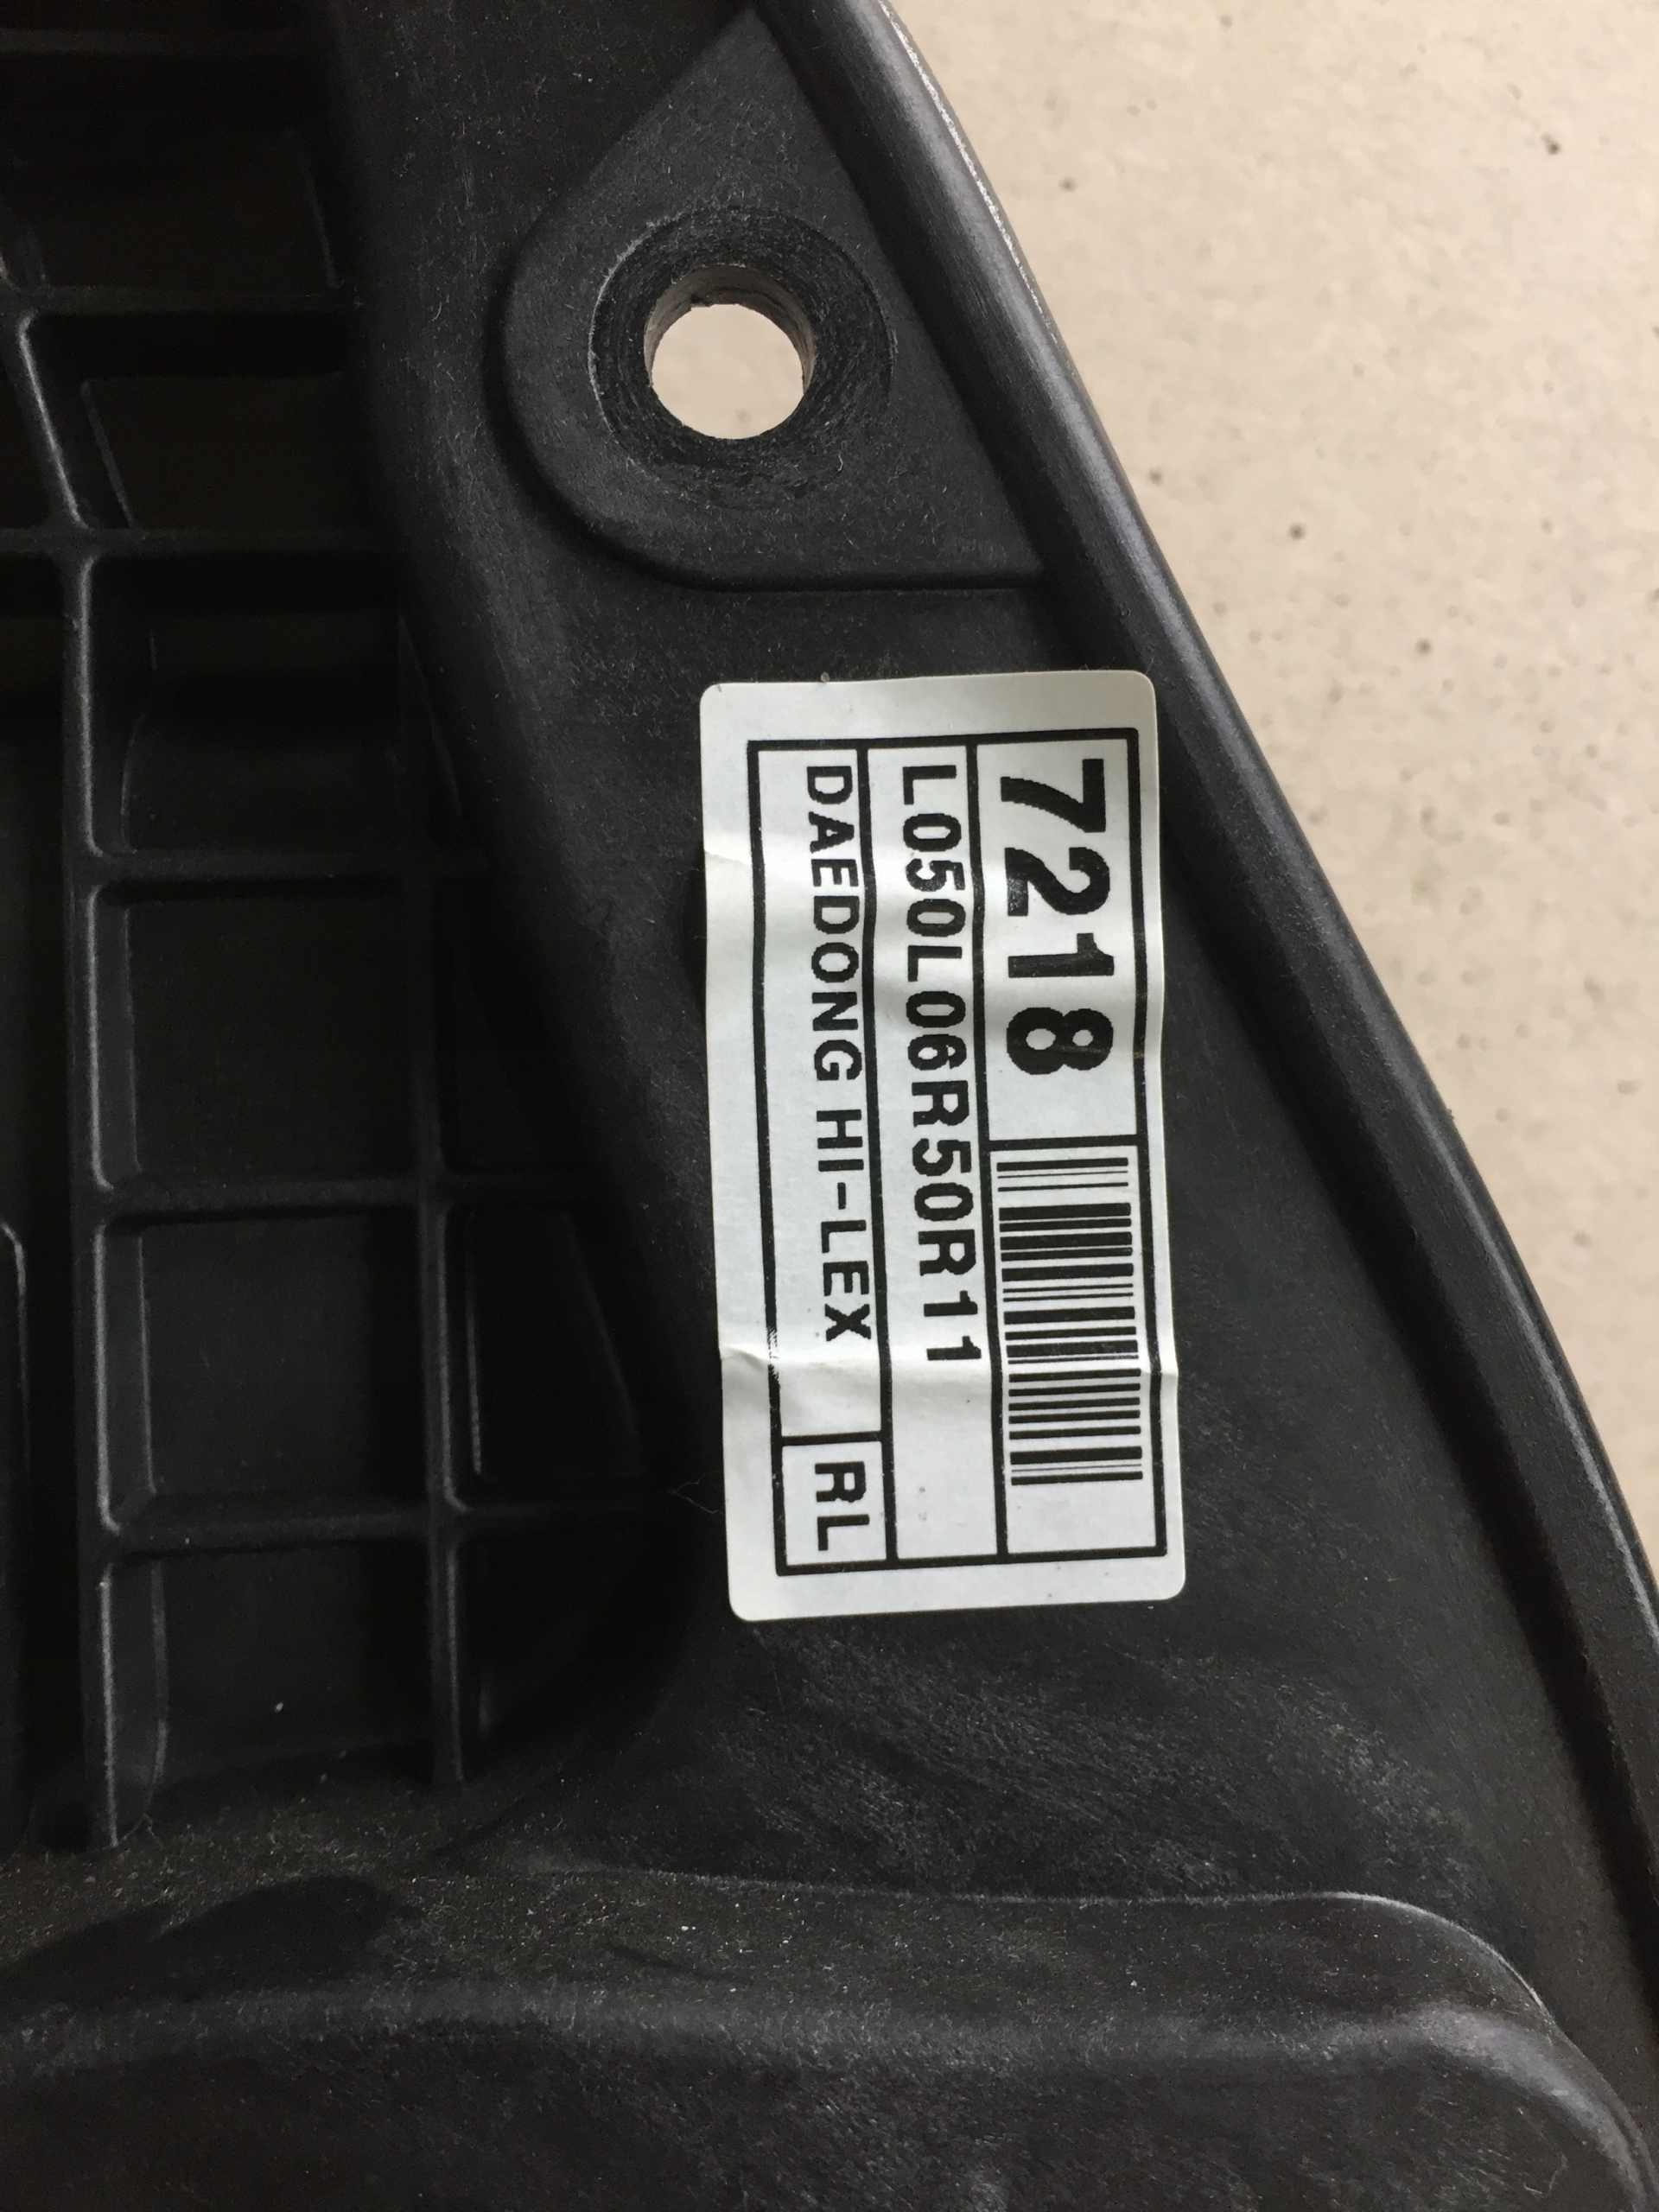 7218
L050L06R50R11
DAEDONG HI-LEX RL